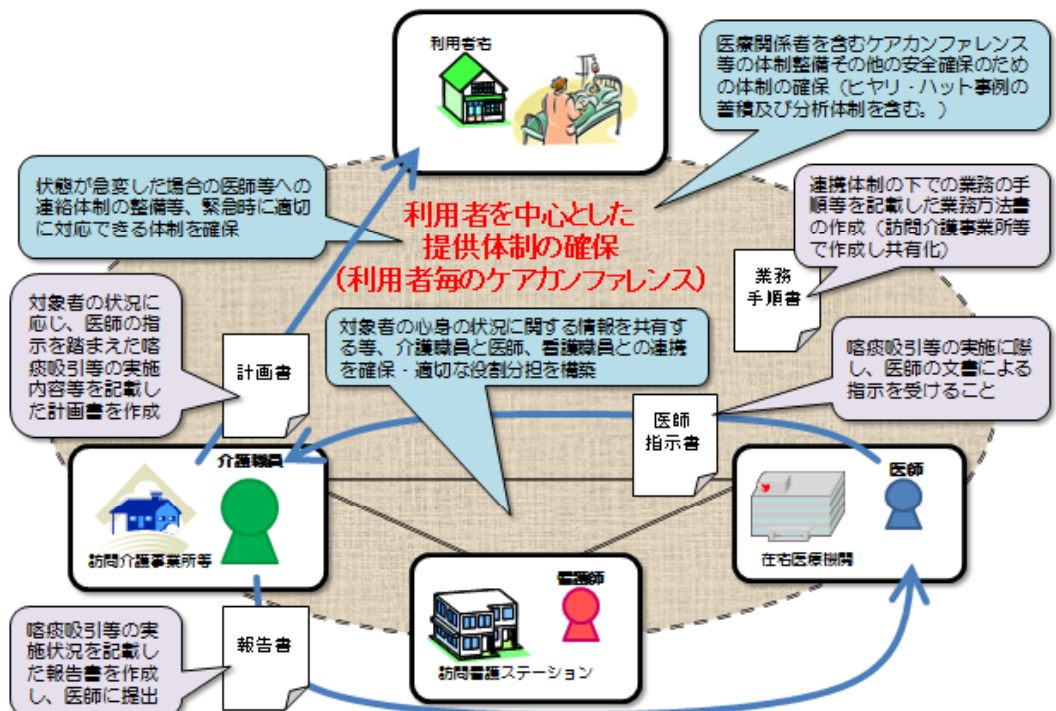 利用者宅
医療関係者を含むケアカンファレンス
等の体制整備その他の安全確保のため
の体制の確保（ヒヤリ・ハット事例の
蓄積及び分析体制を含む。）
状態が急変した場合の医師等への
連絡体制の整備等、緊急時に適切
に対応できる体制を確保
利用者を中心とした
提供体制の確保
（利用者毎のケアカンファレンス）
連携体制の下での業務の手
順等を記載した業務方法書
の作成（訪問介護事業所等
で作成し共有化）
業務
手順書
対象者の状況に
応じ、医師の指
示を踏まえた喀
痰吸引等の実施
内容等を記載し
た計画書を作成
計画書
対象者の心身の状況に関する情報を共有す
る等、介護職員と医師、看護職員との連携
を確保・適切な役割分担を構築
喀痰吸引等の実施に際
し、医師の文書による
指示を受けること
医師
指示書
介護職員
訪問介護事業所等
医師
在宅医療機関
看護師
訪問看護ステーション
喀痰吸引等の実
施状況を記載し
た報告書を作成
し、医師に提出
報告書